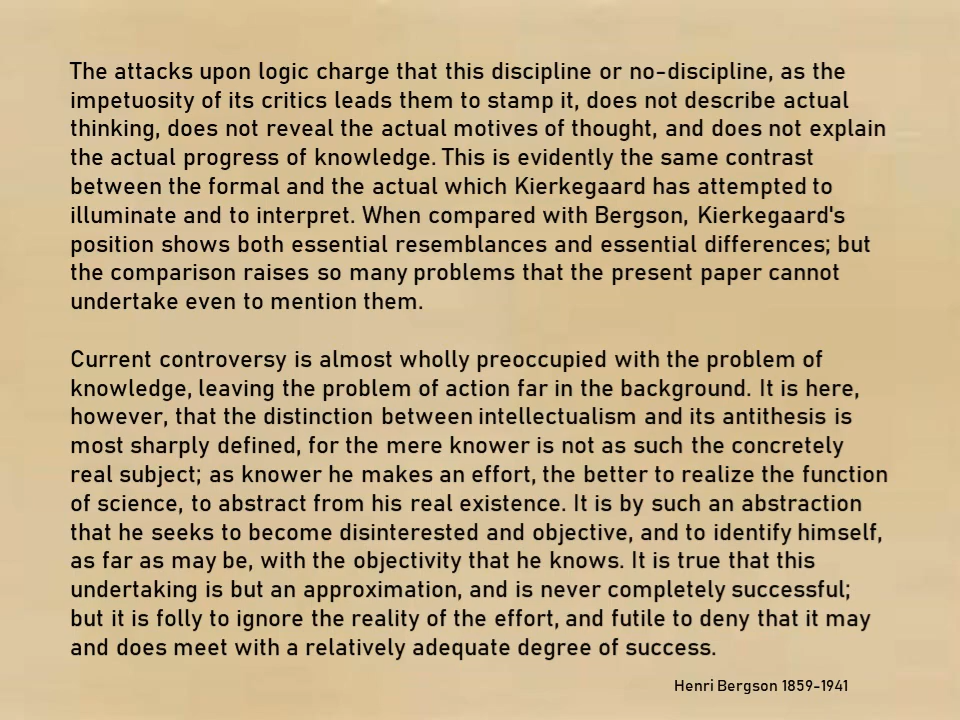 The attacks upon logic charge that this discipline or no-discipline, as the
impetuosity of its critics leads them to stamp it, does not describe actual
thinking, does not reveal the actual motives of thought, and does not explain
the actual progress of knowledge. This is evidently the same contrast
between the formal and the actual which Kierkegaard has attempted to
illuminate and to interpret. When compared with Bergson, Kierkegaard's
position shows both essential resemblances and essential differences; but
the comparison raises so many problems that the present paper cannot
undertake even to mention them.

Current controversy is almost wholly preoccupied with the problem of
knowledge, leaving the problem of action far in the background. It is here,
however, that the distinction between intellectualism and its antithesis is
most sharply defined, for the mere knower is not as such the concretely
real subject; as knower he makes an effort, the better to realize the function
of science, to abstract from his real existence. It is by such an abstraction
that he seeks to become disinterested and objective, and to identify himself,
as far as may be, with the objectivity that he knows. It is true that this
undertaking is but an approximation, and is never completely successful;
but it is folly to ignore the reality of the effort, and futile to deny that it may
and does meet with a relatively adequate degree of success.
Henri Bergson 1859-1941